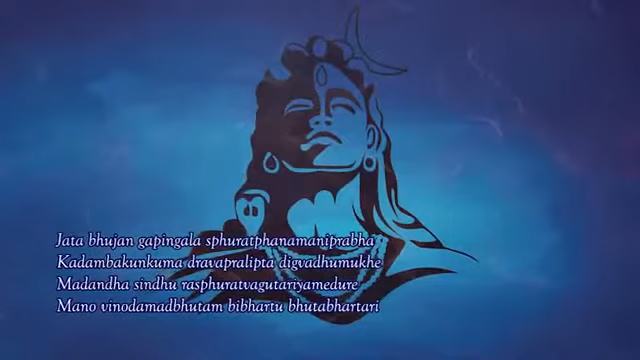 Jata bhujan gapingala sphuratphanamaniprabha
Kadambakunkuma dravapralipta digvadhumukhe
Madandha sindhu rasphuratvagutariyamedure
Mano vinodamadbhutam bibhartu bhutabhartari